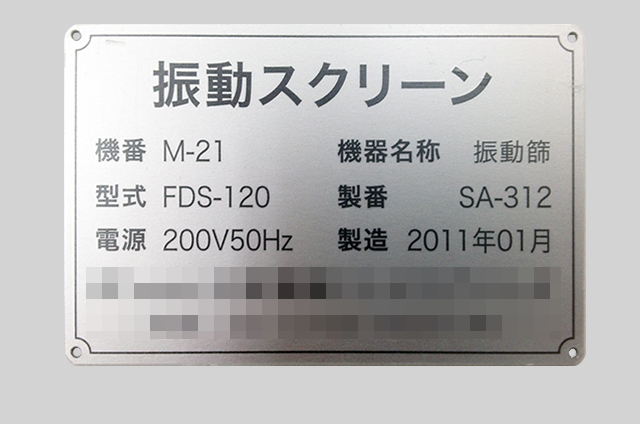 振動スクリーン
機番 M-21 機器名称 振動篩
型式 FDS-120 製番 SA-312
電源 200V50Hz 製造 2011年01月